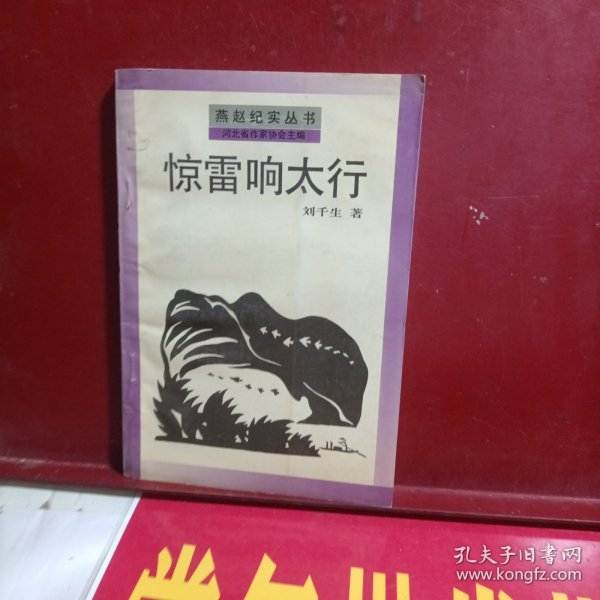 燕赵纪实丛书
河北省作家协会主编
惊雷响太行
刘千生 著
孔夫子旧书网
www.kongfz.com